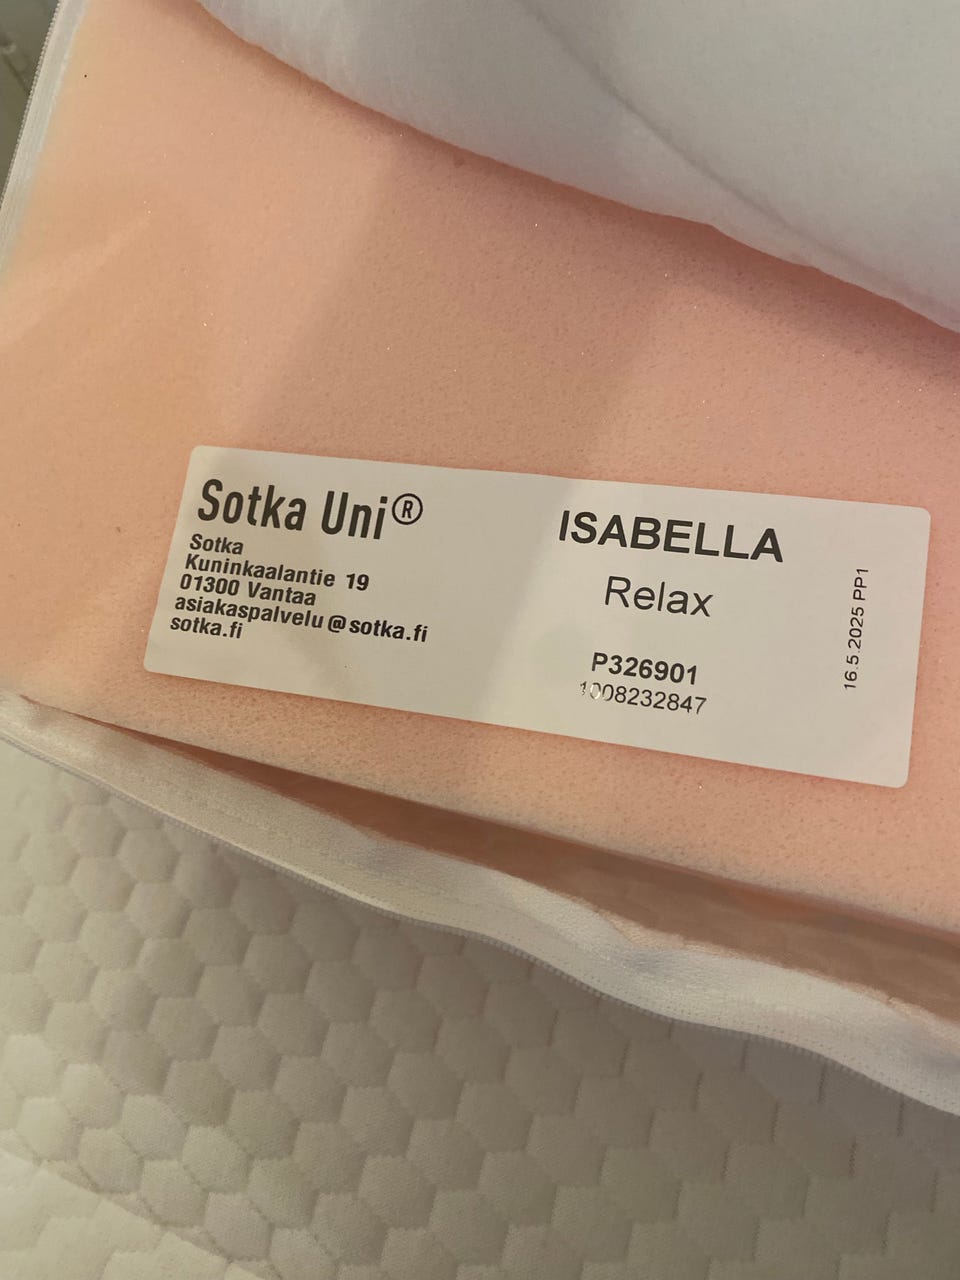 Sotka Uni®
Sotka
Kuninkaalantie 19
01300 Vantaa
asiakaspalvelu@sotka.fi
sotka.fi
ISABELLA
Relax
P326901
1008232847
16.5.2025 PP1